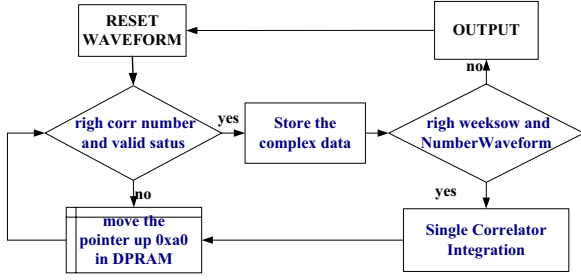 RESET
WAVEFORM
OUTPUT
no
righ corr number
and valid satus
yes
Store the
complex data
righ weeksow and
NumberWaveform
no
yes
move the
pointer up 0xa0
in DPRAM
Single Correlator
Integration